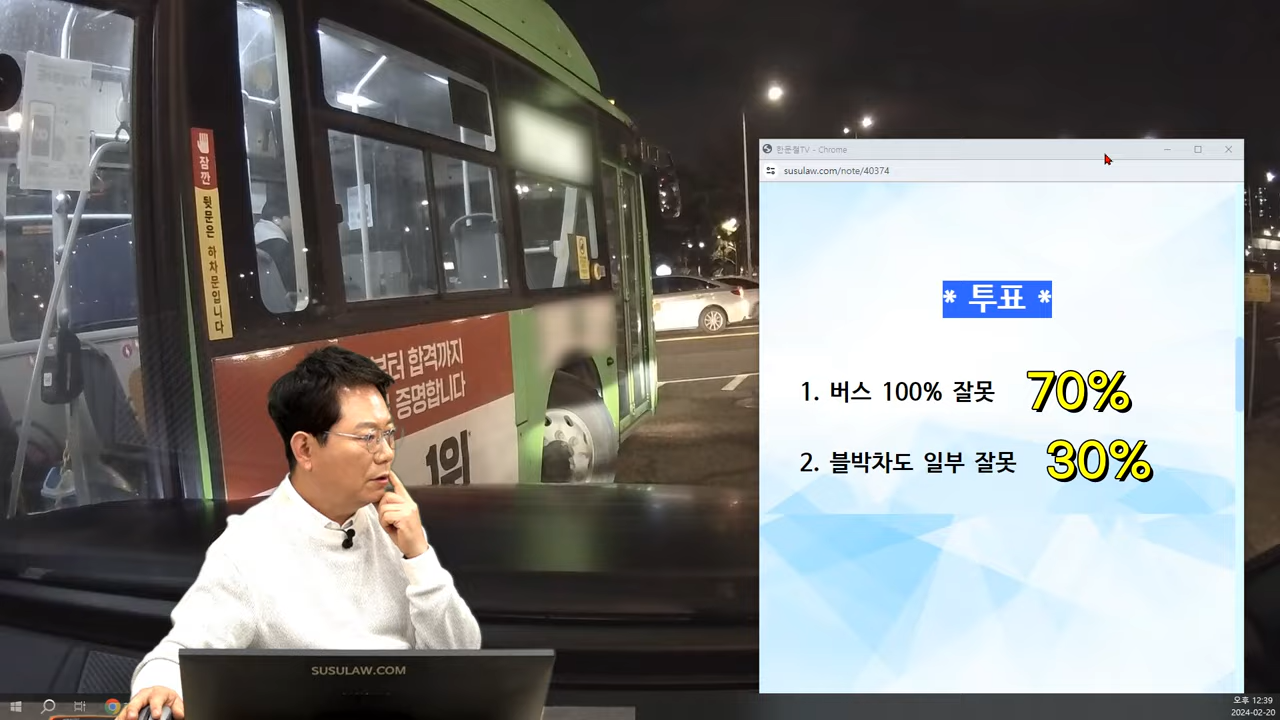 잠깐
뒷문은 하차문입니다
부터 합격까지
증명합니다
1위
한문철TV - Chrome
susulaw.com/note/40374
* 투표 *
1. 버스 100% 잘못 70%
2. 블박차도 일부 잘못 30%
SUSULAW.COM
오후 12:39
2024-02-20